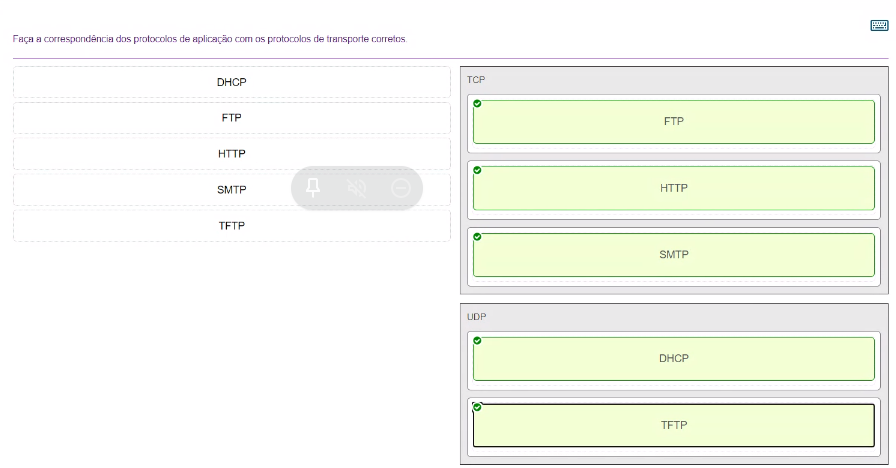 Faça a correspondência dos protocolos de aplicação com os protocolos de transporte corretos.
DHCP
FTP
HTTP
SMTP
TFTP
TCP
FTP
HTTP
SMTP
UDP
DHCP
TFTP